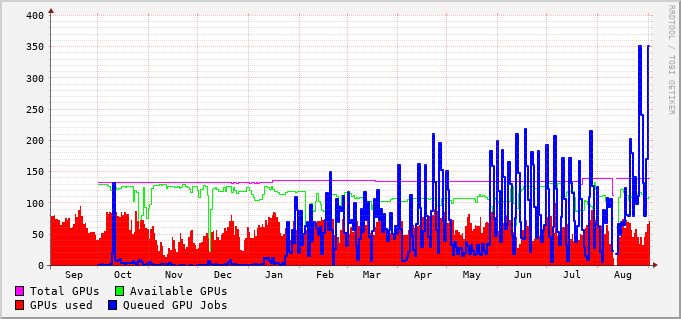 400
350
300
250
200
150
100
50
0
Sep Oct Nov Dec Jan Feb Mar Apr May Jun Jul Aug
Total GPUs Available GPUs
GPUs used Queued GPU Jobs
RRDTOOL / TOBI OETIKER